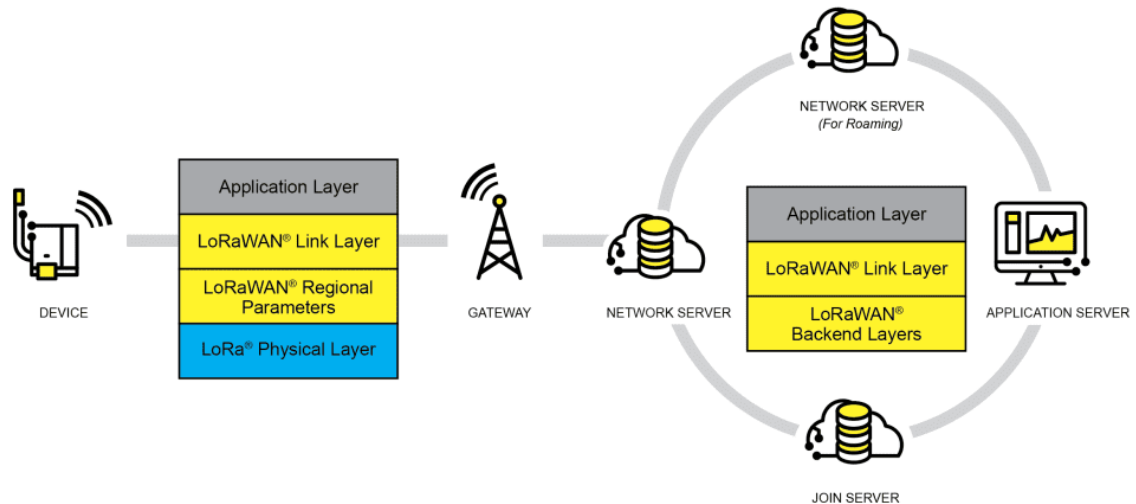 NETWORK SERVER
(For Roaming)
Application Layer
LoRaWAN® Link Layer
LoRaWAN® Regional
Parameters
LoRa® Physical Layer
Application Layer
LoRaWAN® Link Layer
LoRaWAN®
Backend Layers
DEVICE
GATEWAY
NETWORK SERVER
APPLICATION SERVER
JOIN SERVER